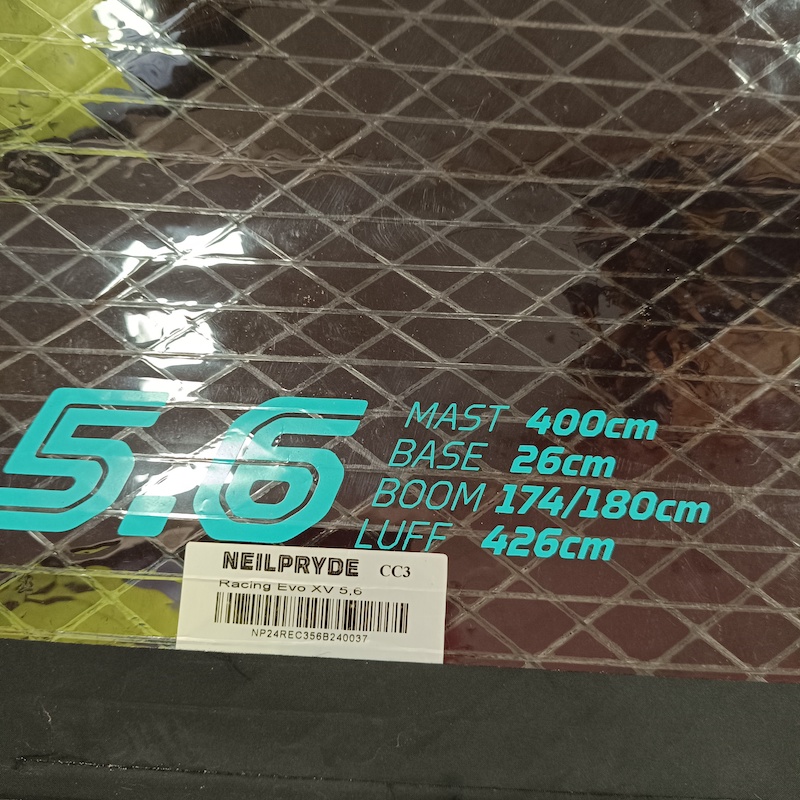 5.6
MAST 400cm
BASE 26cm
BOOM 174/180cm
LUFF 426cm
NEILPRYDE CC3
Racing Evo XV 5,6
NP24REC356B240037